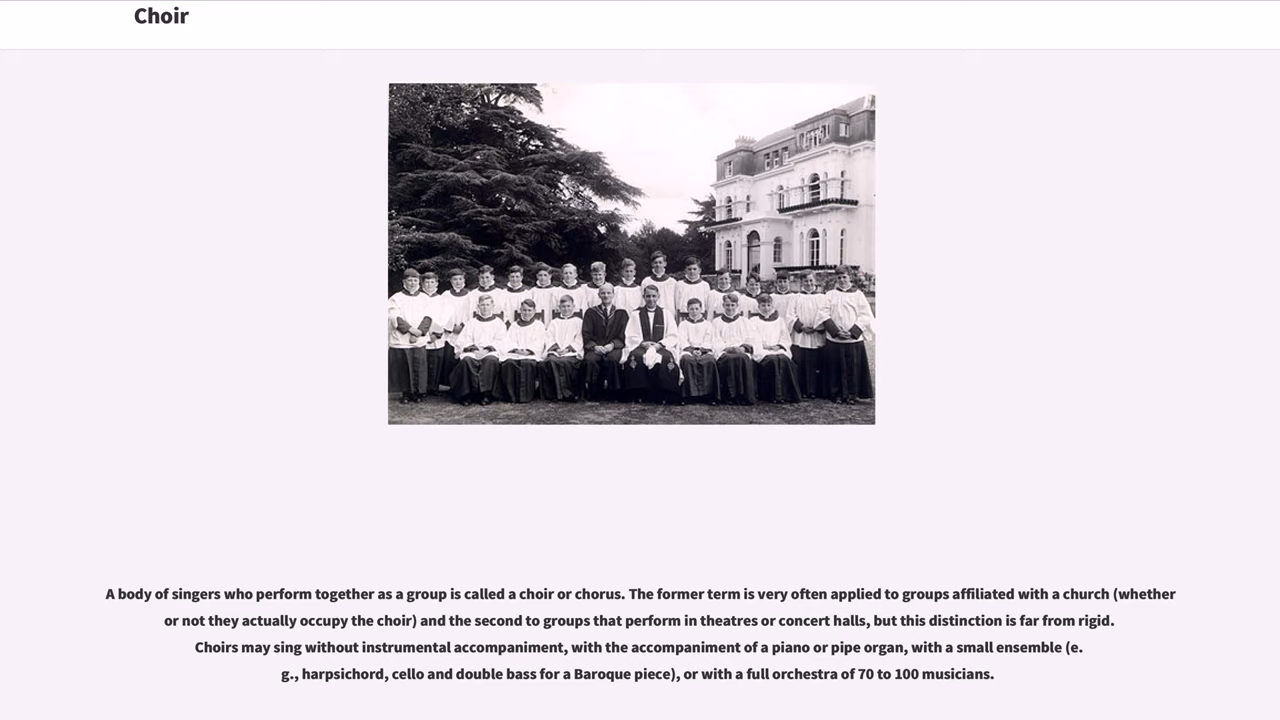 Choir
A body of singers who perform together as a group is called a choir or chorus. The former term is very often applied to groups affiliated with a church (whether
or not they actually occupy the choir) and the second to groups that perform in theatres or concert halls, but this distinction is far from rigid.
Choirs may sing without instrumental accompaniment, with the accompaniment of a piano or pipe organ, with a small ensemble (e.
g., harpsichord, cello and double bass for a Baroque piece), or with a full orchestra of 70 to 100 musicians.